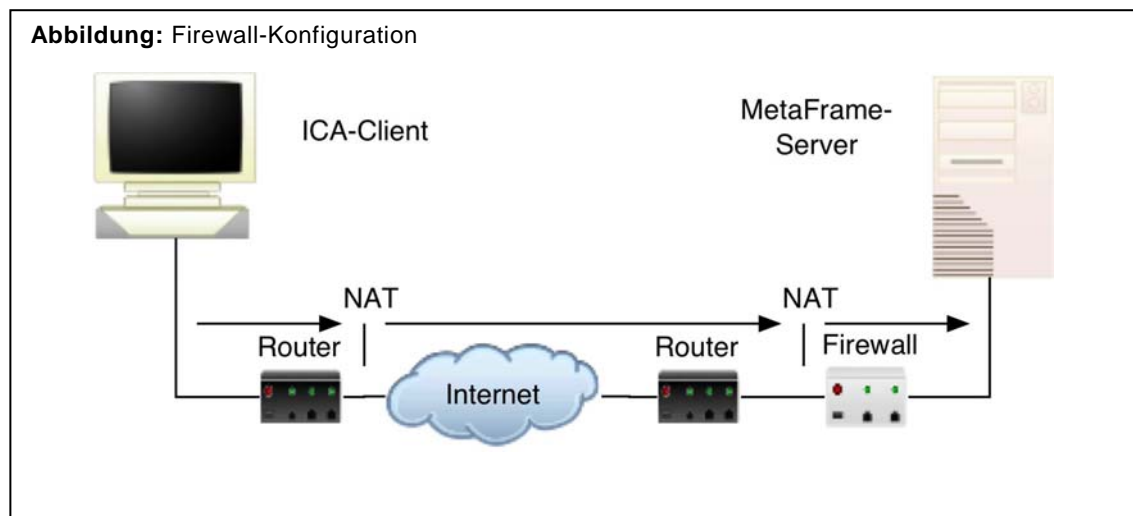 Abbildung: Firewall-Konfiguration
ICA-Client
MetaFrame-
Server
NAT
NAT
Router
Router
Firewall
Internet